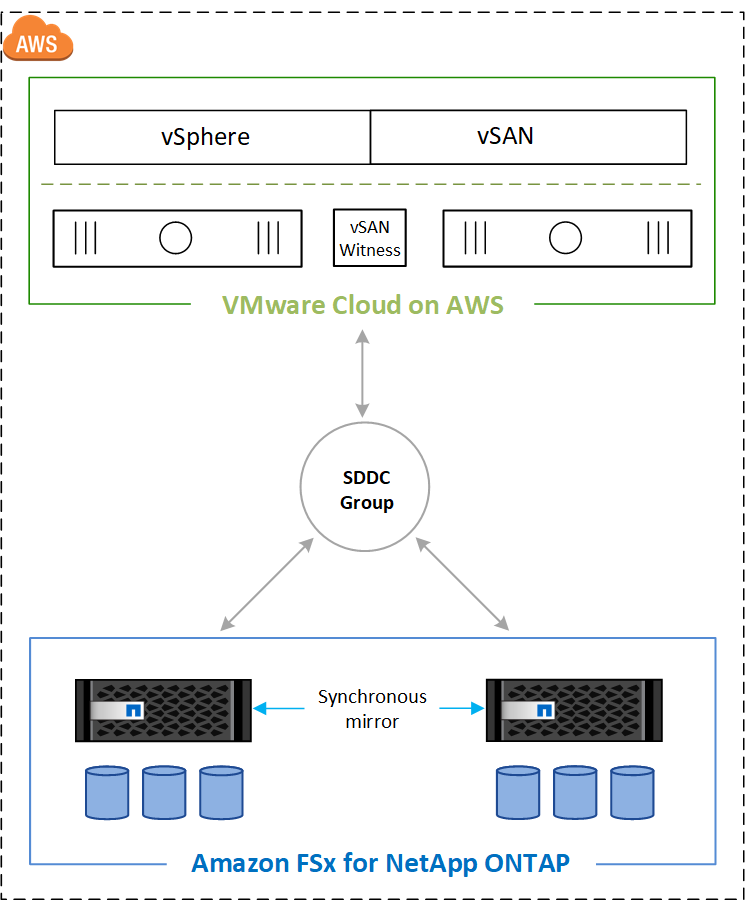 AWS
vSphere
vSAN
vSAN
Witness
VMware Cloud on AWS
SDDC
Group
Synchronous
mirror
Amazon FSx for NetApp ONTAP